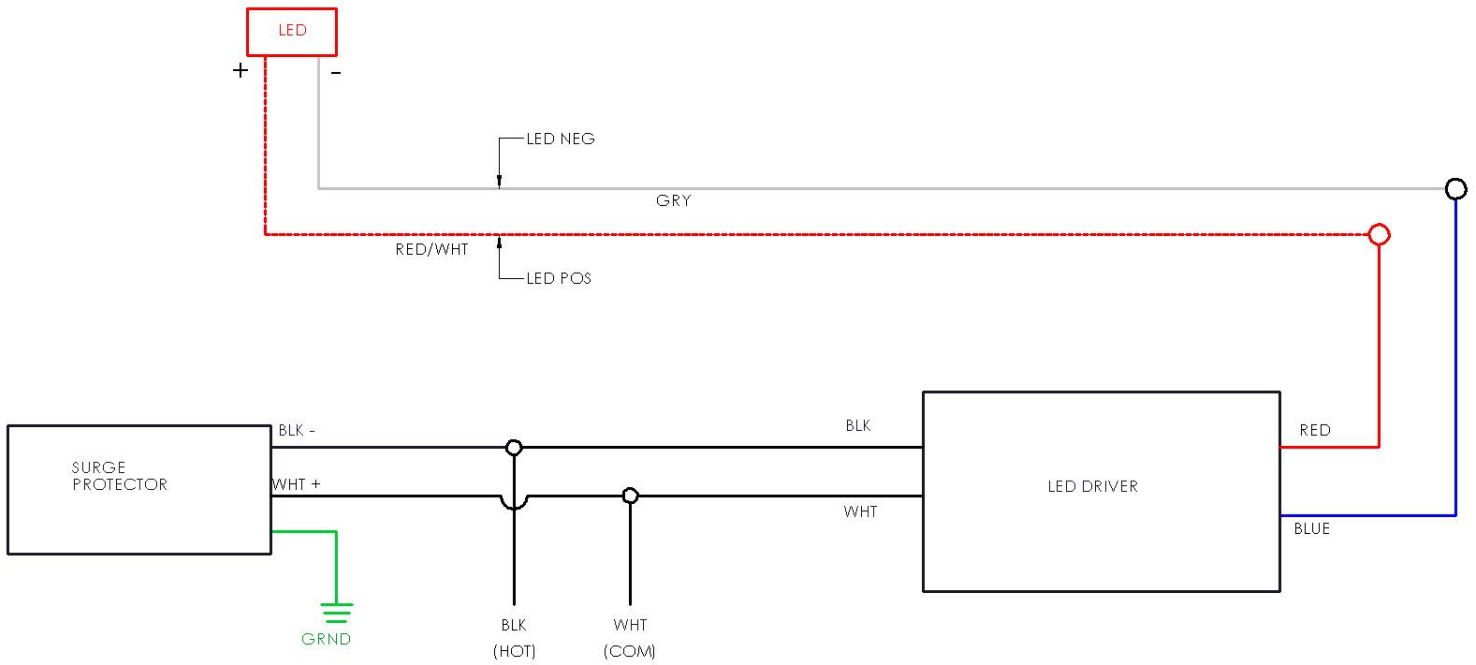 LED
+
-
LED NEG
GRY
RED/WHT
LED POS
BLK -
BLK
RED
SURGE
PROTECTOR
WHT +
LED DRIVER
WHT
BLUE
GRND
BLK
(HOT)
WHT
(COM)